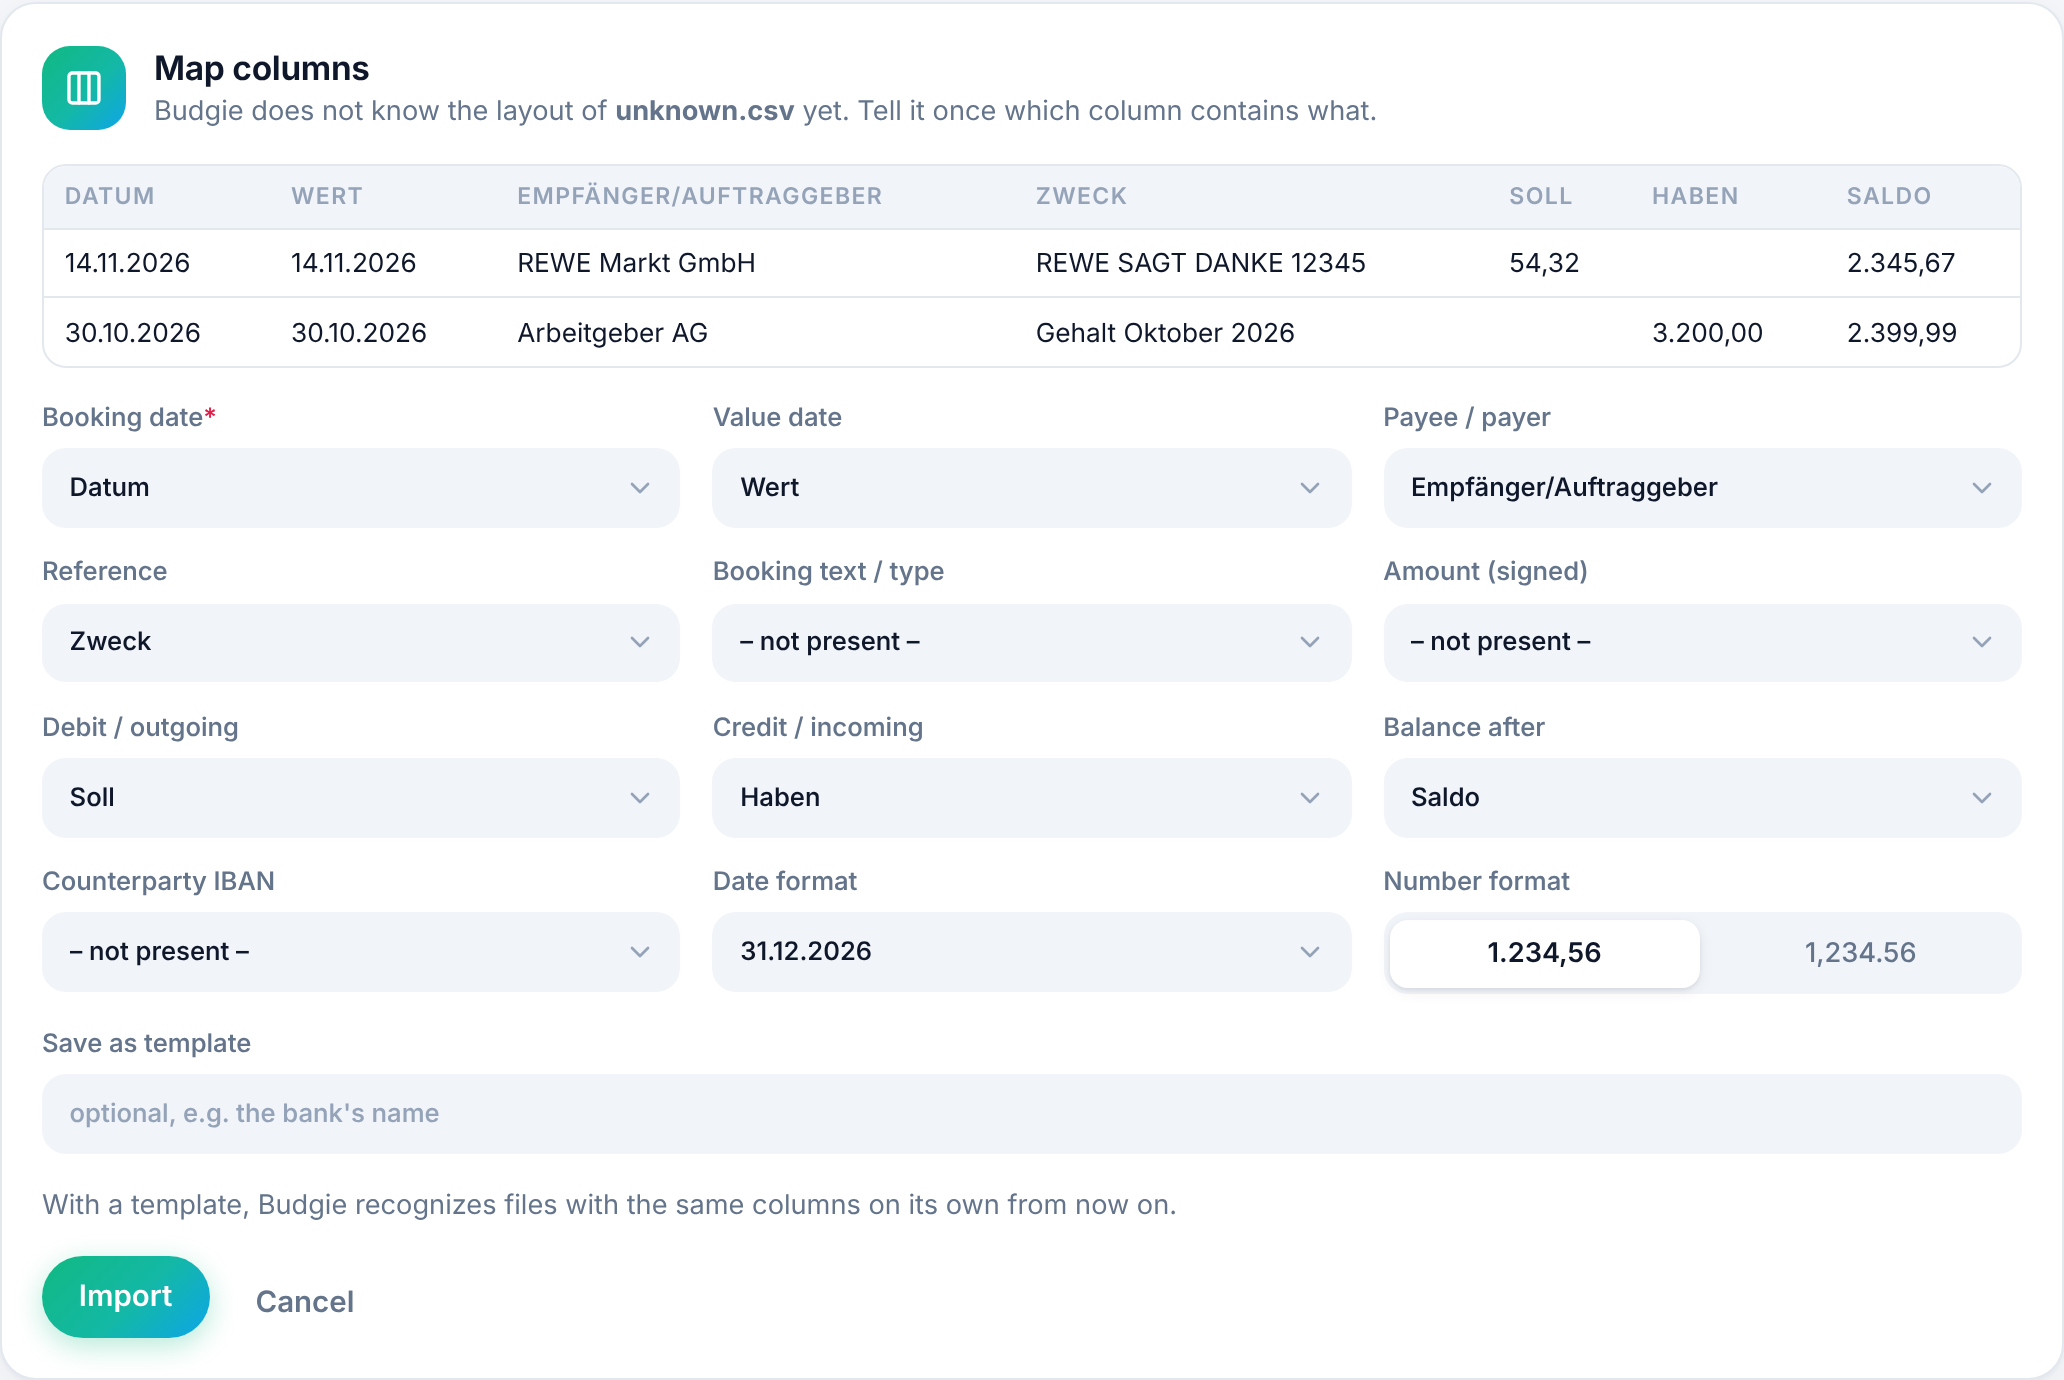 Map columns
Budgie does not know the layout of unknown.csv yet. Tell it once which column contains what.
DATUM WERT EMPFÄNGER/AUFTRAGGEBER ZWECK SOLL HABEN SALDO
14.11.2026 14.11.2026 REWE Markt GmbH REWE SAGT DANKE 12345 54,32 2.345,67
30.10.2026 30.10.2026 Arbeitgeber AG Gehalt Oktober 2026 3.200,00 2.399,99
Booking date* Value date Payee / payer
Datum Wert Empfänger/Auftraggeber
Reference Booking text / type Amount (signed)
Zweck – not present – – not present –
Debit / outgoing Credit / incoming Balance after
Soll Haben Saldo
Counterparty IBAN Date format Number format
– not present – 31.12.2026 1.234,56 1,234.56
Save as template
optional, e.g. the bank's name
With a template, Budgie recognizes files with the same columns on its own from now on.
Import Cancel